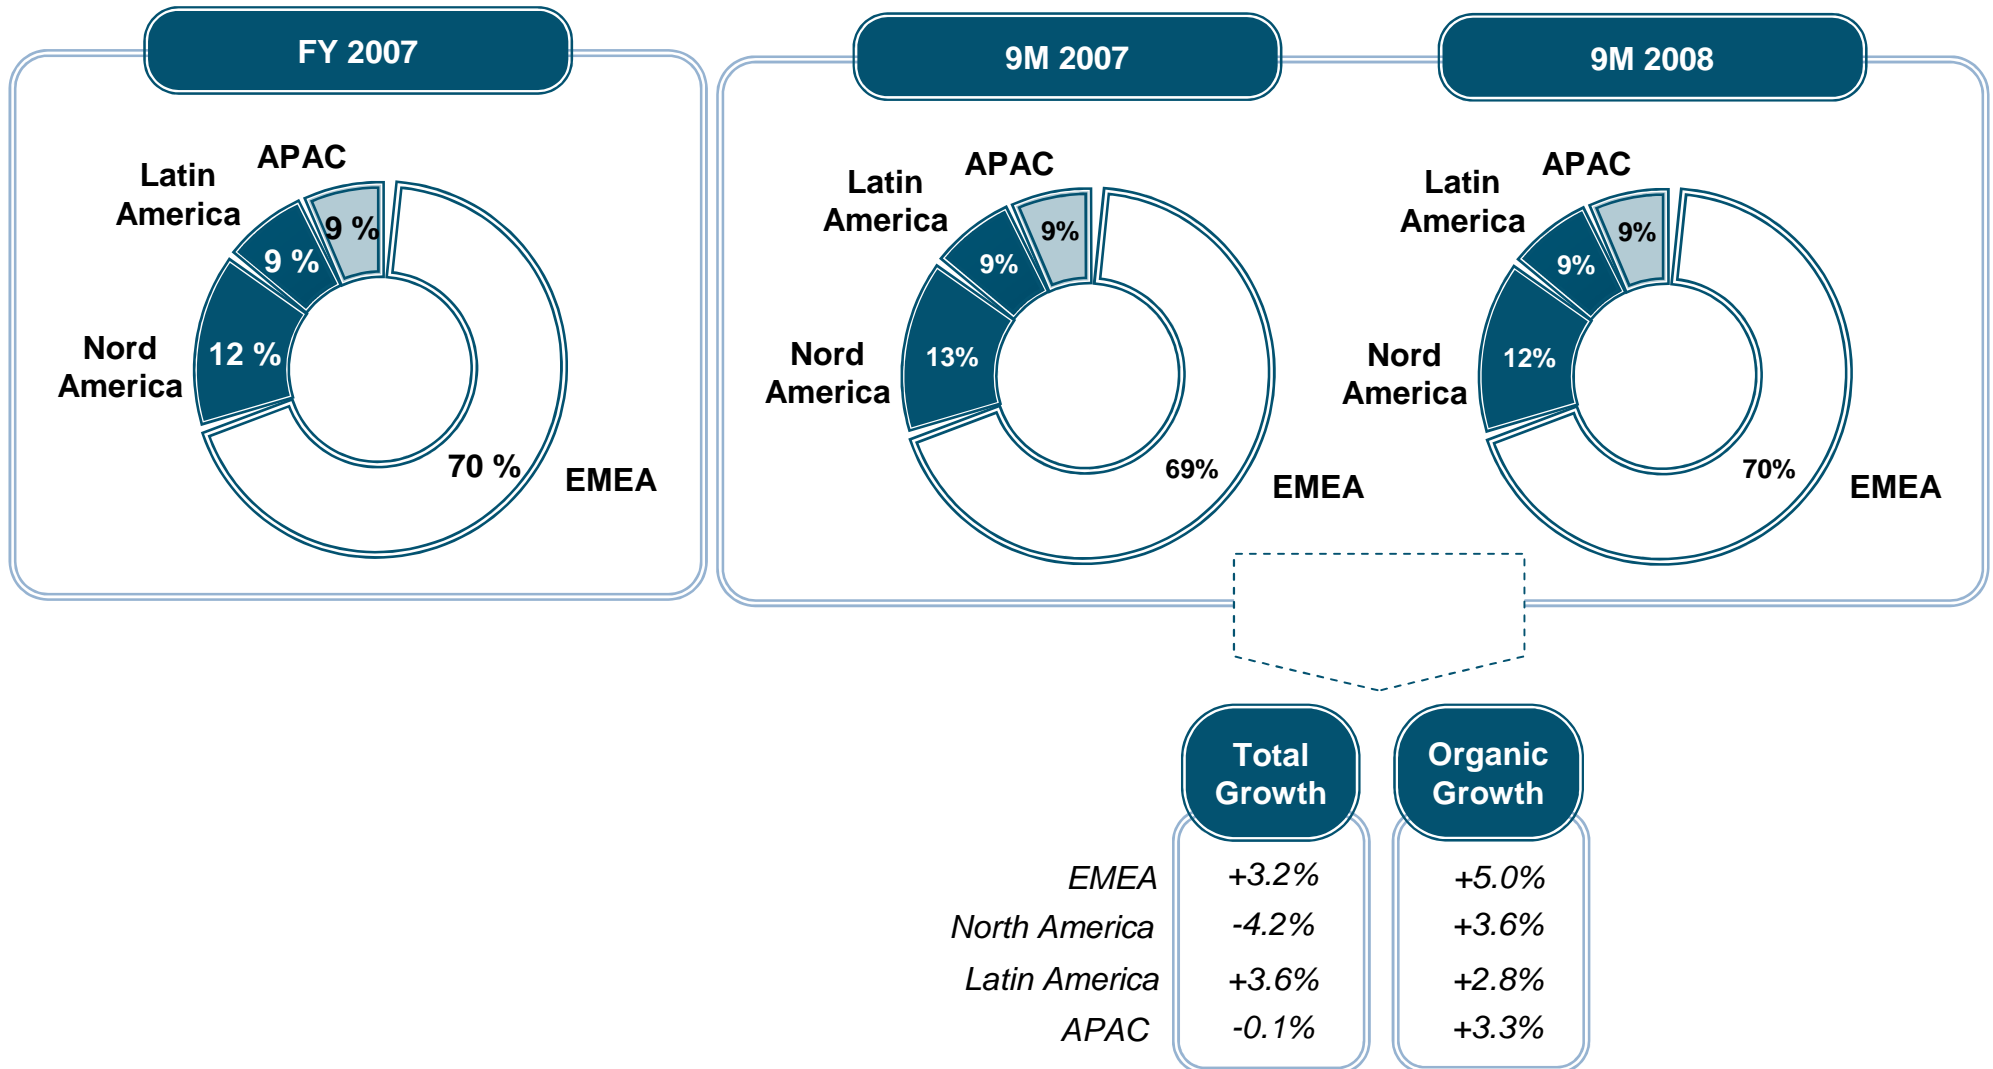 FY 2007
APAC
Latin
America
9 %
9 %
Nord
America
12 %
70 %
EMEA
9M 2007
APAC
Latin
America
9%
9%
Nord
America
13%
69%
EMEA
9M 2008
APAC
Latin
America
9%
9%
Nord
America
12%
70%
EMEA
Total
Growth
Organic
Growth
EMEA +3.2% +5.0%
North America -4.2% +3.6%
Latin America +3.6% +2.8%
APAC -0.1% +3.3%